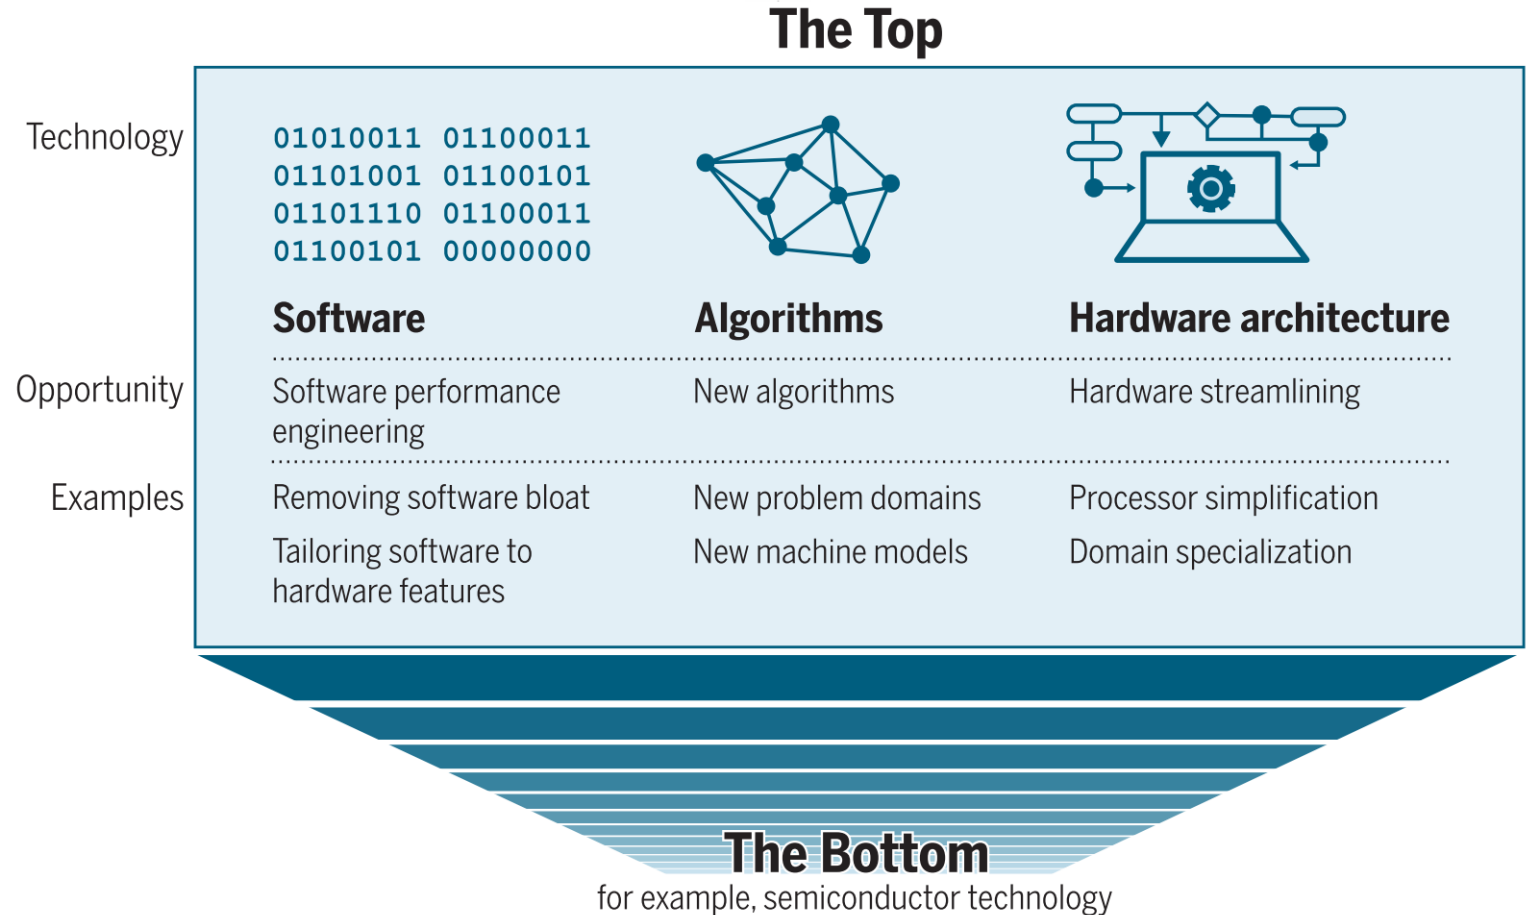 The Top
Technology
01010011 01100011
01101001 01100101
01101110 01100011
01100101 00000000
Software
Algorithms
Hardware architecture
Opportunity
Software performance
engineering
New algorithms
Hardware streamlining
Examples
Removing software bloat
New problem domains
Processor simplification
Tailoring software to
hardware features
New machine models
Domain specialization
The Bottom
for example, semiconductor technology